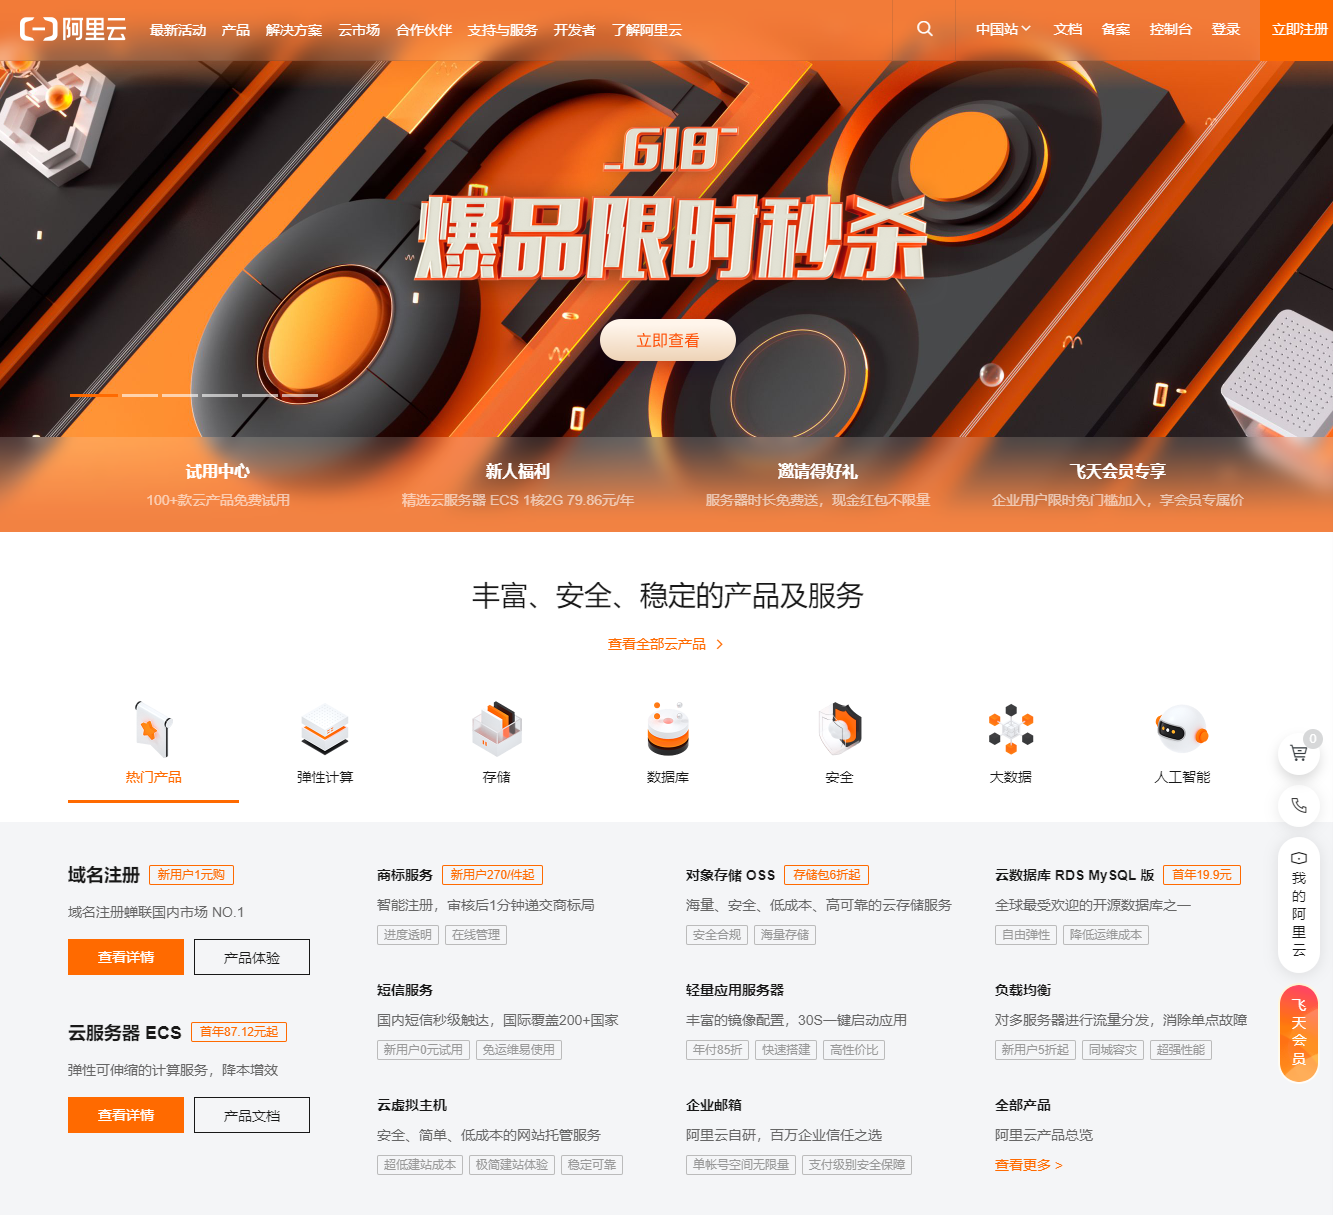 阿里云
最新活动 产品 解决方案 云市场 合作伙伴 支持与服务 开发者 了解阿里云
中国站 文档 备案 控制台 登录 立即注册
618
爆品限时秒杀
立即查看
试用中心
100+款云产品免费试用
新人福利
精选云服务器 ECS 1核2G 79.86元/年
邀请得好礼
服务器时长免费送，现金红包不限量
飞天会员专享
企业用户限时免门槛加入，享会员专属价
丰富、安全、稳定的产品及服务
查看全部云产品 >
热门产品 弹性计算 存储 数据库 安全 大数据 人工智能
域名注册 新用户1元购
域名注册蝉联国内市场 NO.1
查看详情 产品体验
云服务器 ECS 首年87.12元起
弹性可伸缩的计算服务，降本增效
查看详情 产品文档
商标服务 新用户270/件起
智能注册，审核后1分钟递交商标局
进度透明 在线管理
对象存储 OSS 存储包6折起
海量、安全、低成本、高可靠的云存储服务
安全合规 海量存储
云数据库 RDS MySQL 版 首年19.9元
全球最受欢迎的开源数据库之一
自由弹性 降低运维成本
短信服务
国内短信秒级触达，国际覆盖200+国家
新用户0元试用 免运维易使用
轻量应用服务器
丰富的镜像配置，30S一键启动应用
年付85折 快速搭建 高性价比
负载均衡
对多服务器进行流量分发，消除单点故障
新用户5折起 同城容灾 超强性能
云虚拟主机
安全、简单、低成本的网站托管服务
超低建站成本 极简建站体验 稳定可靠
企业邮箱
阿里云自研，百万企业信任之选
单帐号空间无限量 支付级别安全保障
全部产品
阿里云产品总览
查看更多 >
0
我的阿里云
飞天会员